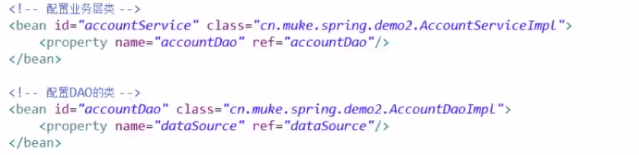 <!-- 配置业务层类 -->
<bean id="accountService" class="cn.muke.spring.demo2.AccountServiceImpl">
<property name="accountDao" ref="accountDao"/>
</bean>
<!-- 配置DAO的类 -->
<bean id="accountDao" class="cn.muke.spring.demo2.AccountDaoImpl">
<property name="dataSource" ref="dataSource"/>
</bean>